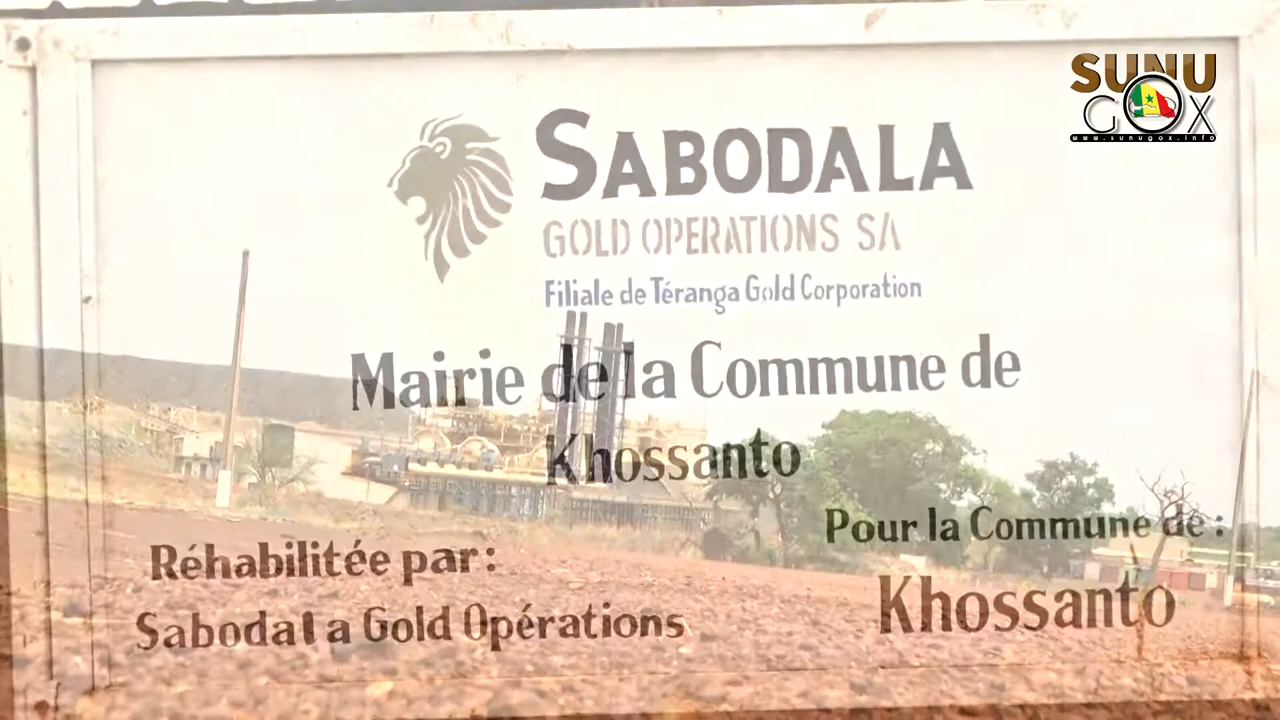 SUNU
GOX
www.sunugox.info
SABODALA
GOLD OPERATIONS SA
Filiale de Téranga Gold Corporation
Mairie de la Commune de
Khossanto
Réhabilitée par:
Sabodala Gold Opérations
Pour la Commune de :
Khossanto